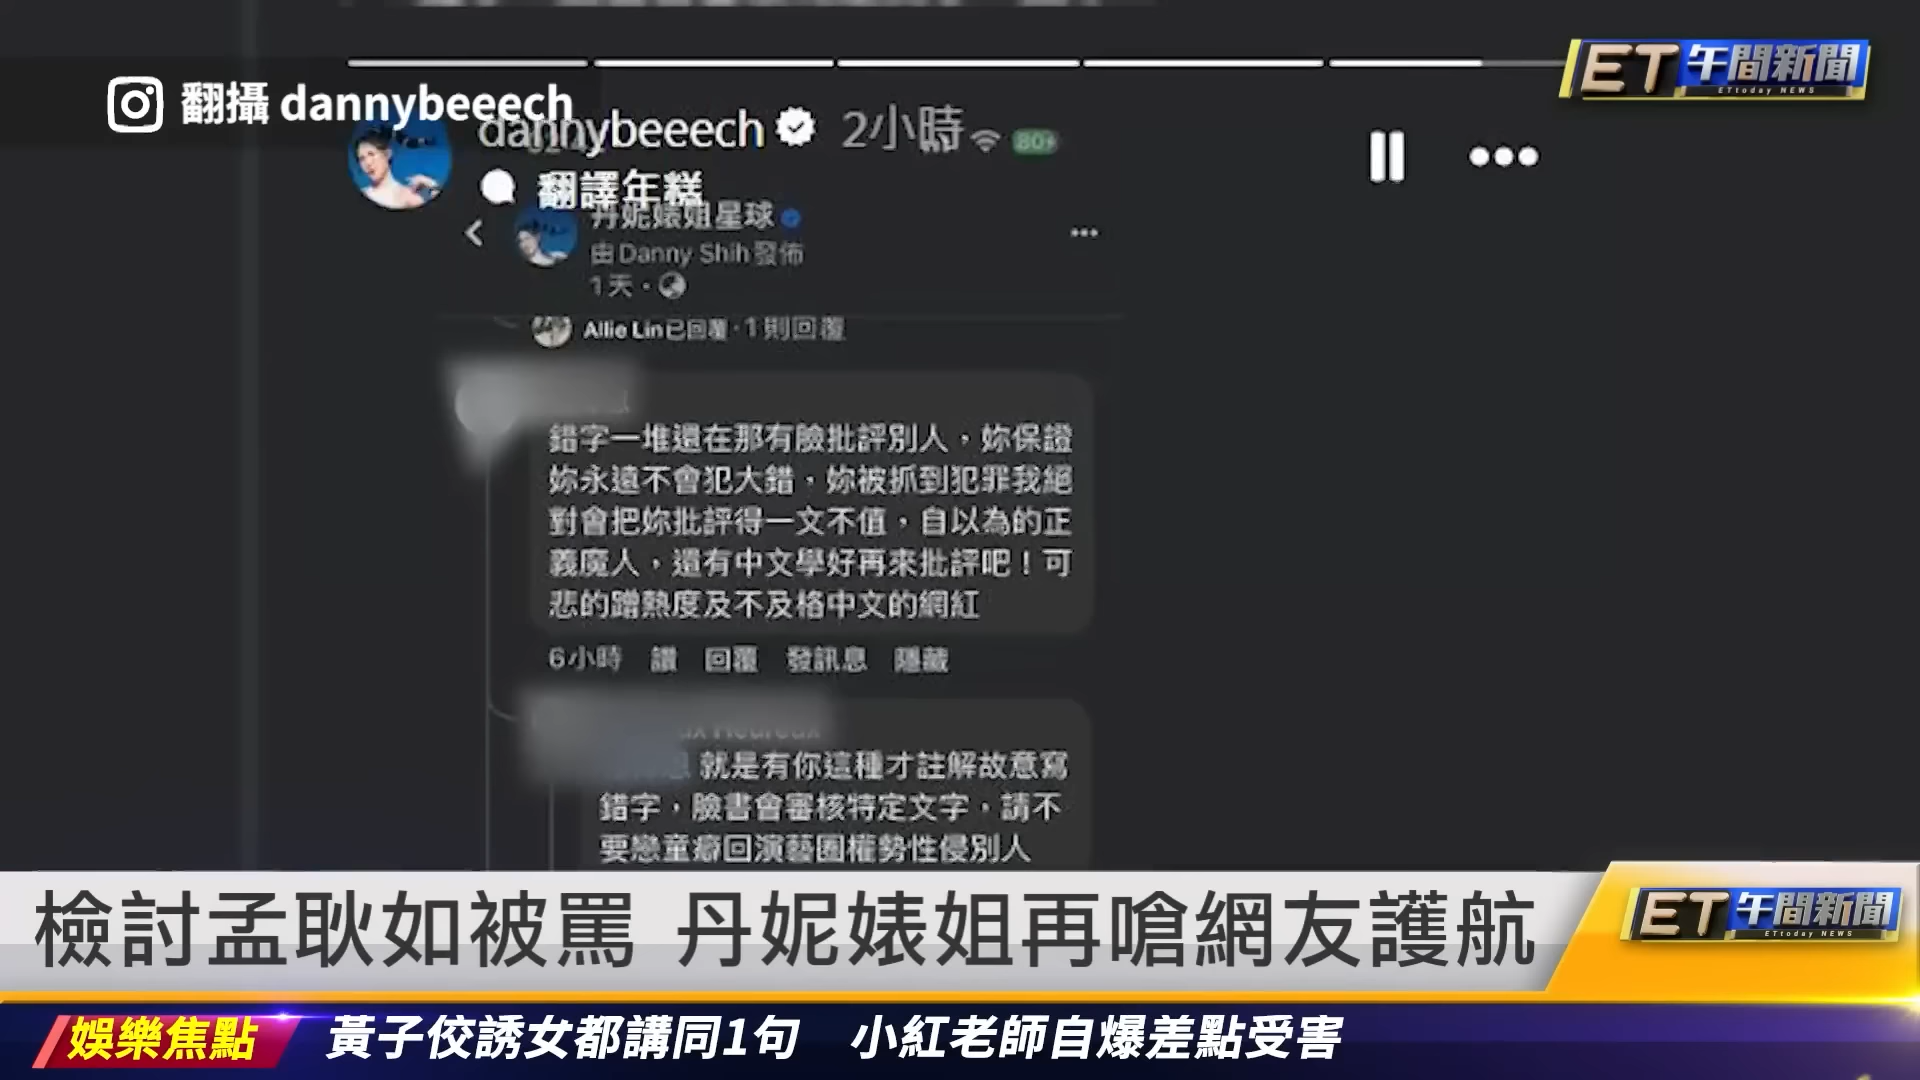 翻攝 dannybeeech
ET午間新聞
ETtoday NEWS
dannybeeech 2小時
80
翻譯年糕
丹妮婊姐星球
由Danny Shih發佈
1天
Allie Lin已回覆·1則回覆
錯字一堆還在那有臉批評別人，妳保證
妳永遠不會犯大錯，妳被抓到犯罪我絕
對會把妳批評得一文不值，自以為的正
義魔人，還有中文學好再來批評吧！可
悲的蹭熱度及不及格中文的網紅
6小時 讚 回覆 發訊息 隱藏
就是有你這種才註解故意寫
錯字，臉書會審核特定文字，請不
要戀童癖回演藝圈權勢性侵別人
檢討孟耿如被罵 丹妮婊姐再嗆網友護航
ET午間新聞
ETtoday NEWS
娛樂焦點 黃子佼誘女都講同1句 小紅老師自爆差點受害